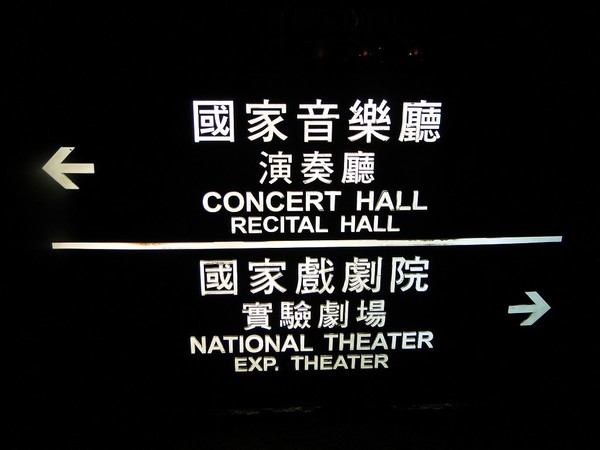 國家音樂廳
演奏廳
CONCERT HALL
RECITAL HALL
國家戲劇院
實驗劇場
NATIONAL THEATER
EXP. THEATER